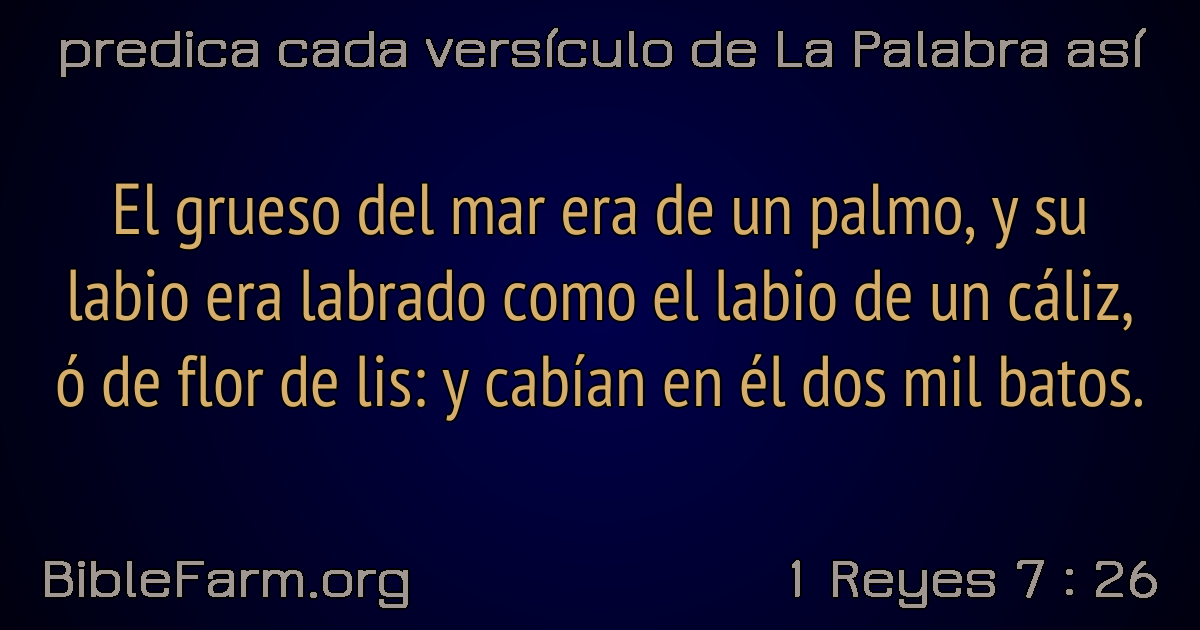 predica cada versículo de La Palabra así
El grueso del mar era de un palmo, y su
labio era labrado como el labio de un cáliz,
ó de flor de lis: y cabían en él dos mil batos.
BibleFarm.org
1 Reyes 7 : 26